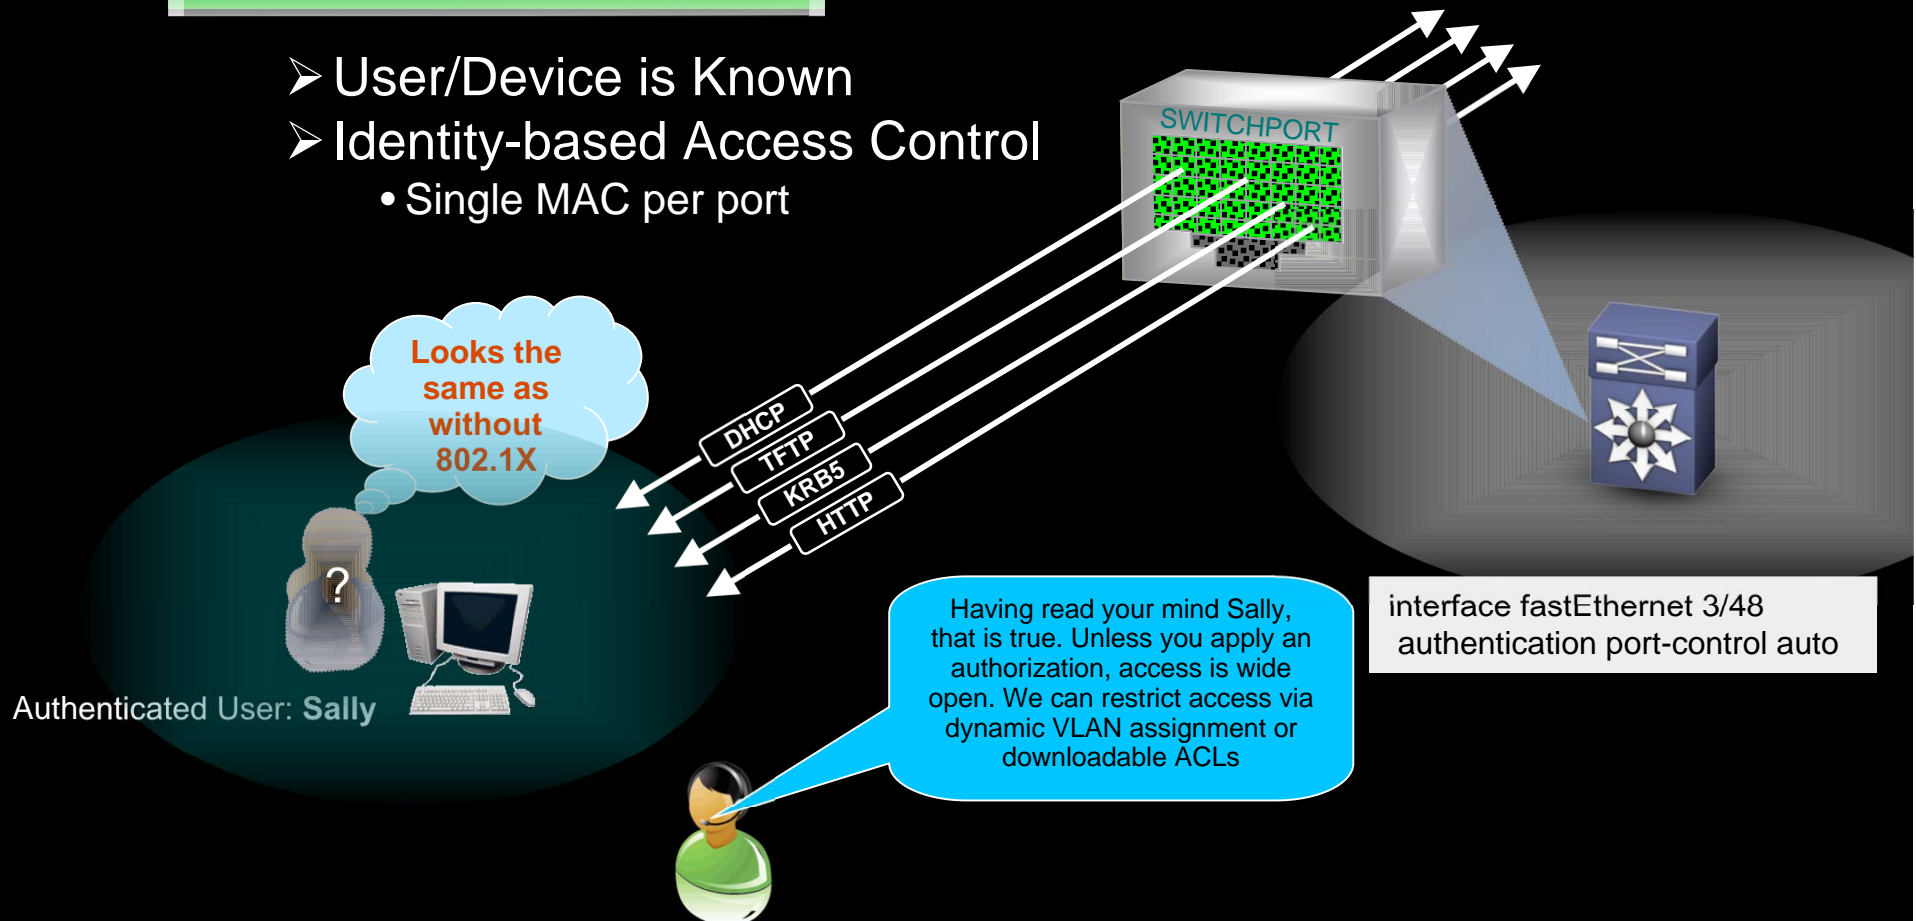 ➢ User/Device is Known
➢ Identity-based Access Control
• Single MAC per port
SWITCHPORT
Looks the
same as
without
802.1X
DHCP
TFTP
KRB5
HTTP
?
Authenticated User: Sally
Having read your mind Sally,
that is true. Unless you apply an
authorization, access is wide
open. We can restrict access via
dynamic VLAN assignment or
downloadable ACLs
interface fastEthernet 3/48
authentication port-control auto